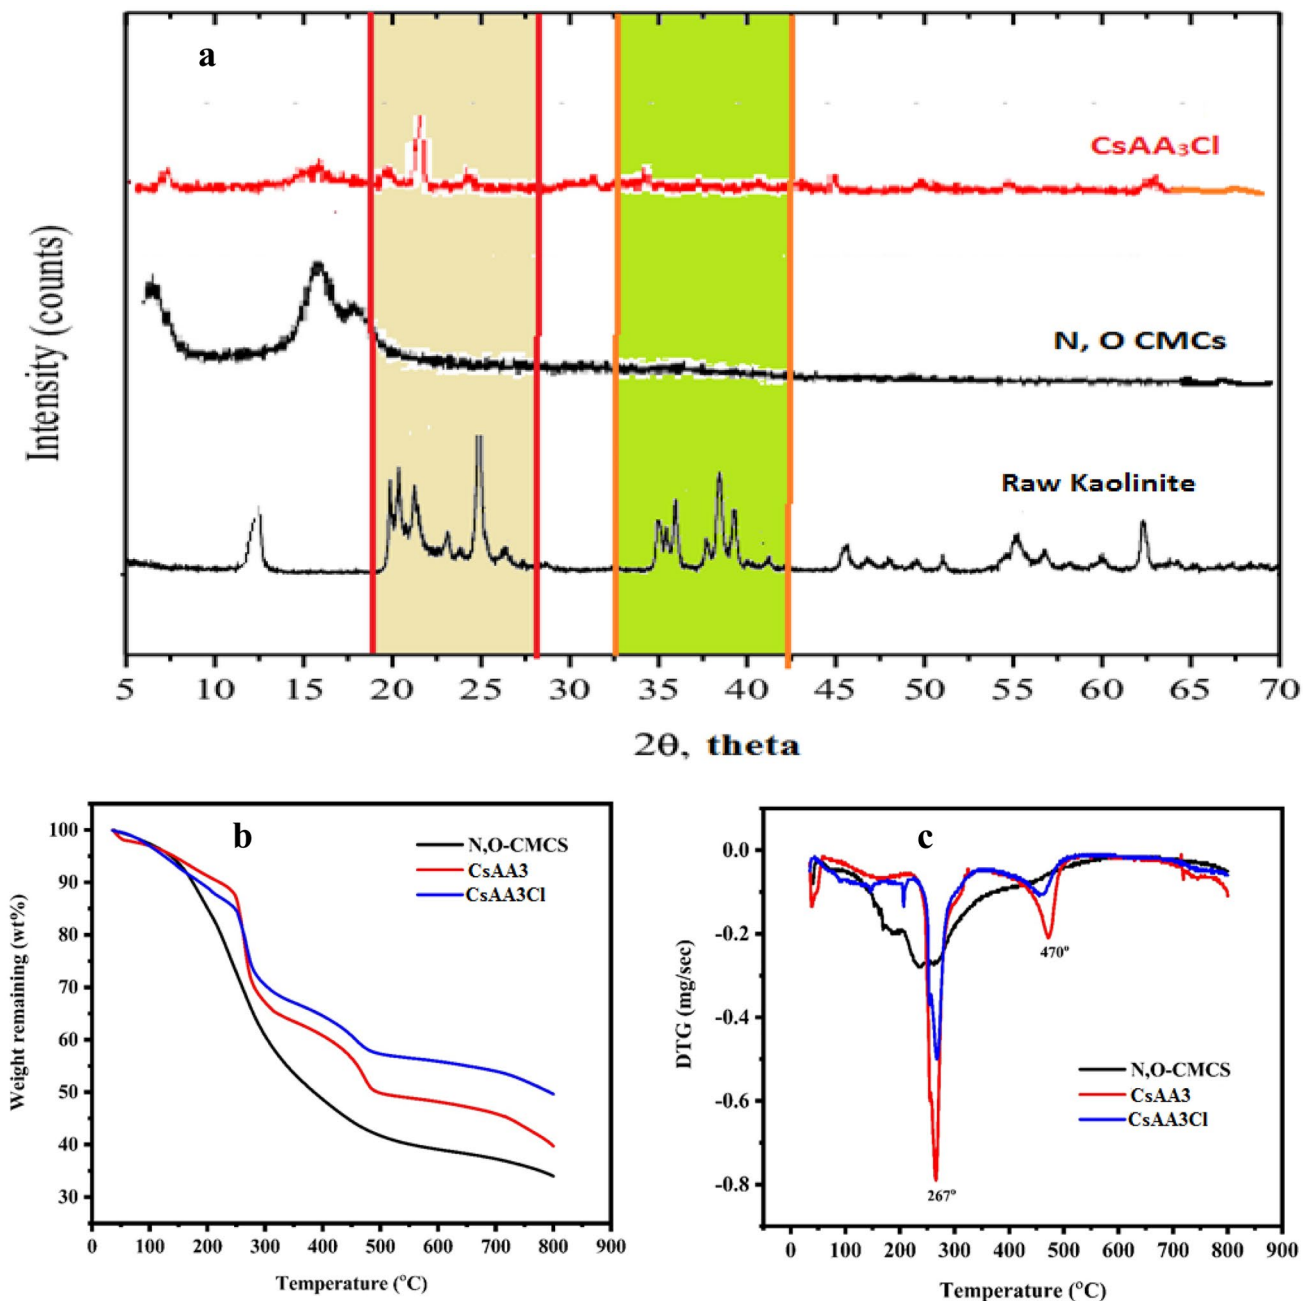 a
CsAA₃Cl
N, O CMCs
Raw Kaolinite
Intensity (counts)
5 10 15 20 25 30 35 40 45 50 55 60 65 70
2θ, theta
b
N,O-CMCS
CsAA3
CsAA3Cl
100
90
80
70
60
50
40
30
Weight remaining (wt%)
0 100 200 300 400 500 600 700 800 900
Temperature (°C)
c
0.0
-0.2
-0.4
-0.6
-0.8
DTG (mg/sec)
470°
N,O-CMCS
CsAA3
CsAA3Cl
267°
0 100 200 300 400 500 600 700 800 900
Temperature (°C)